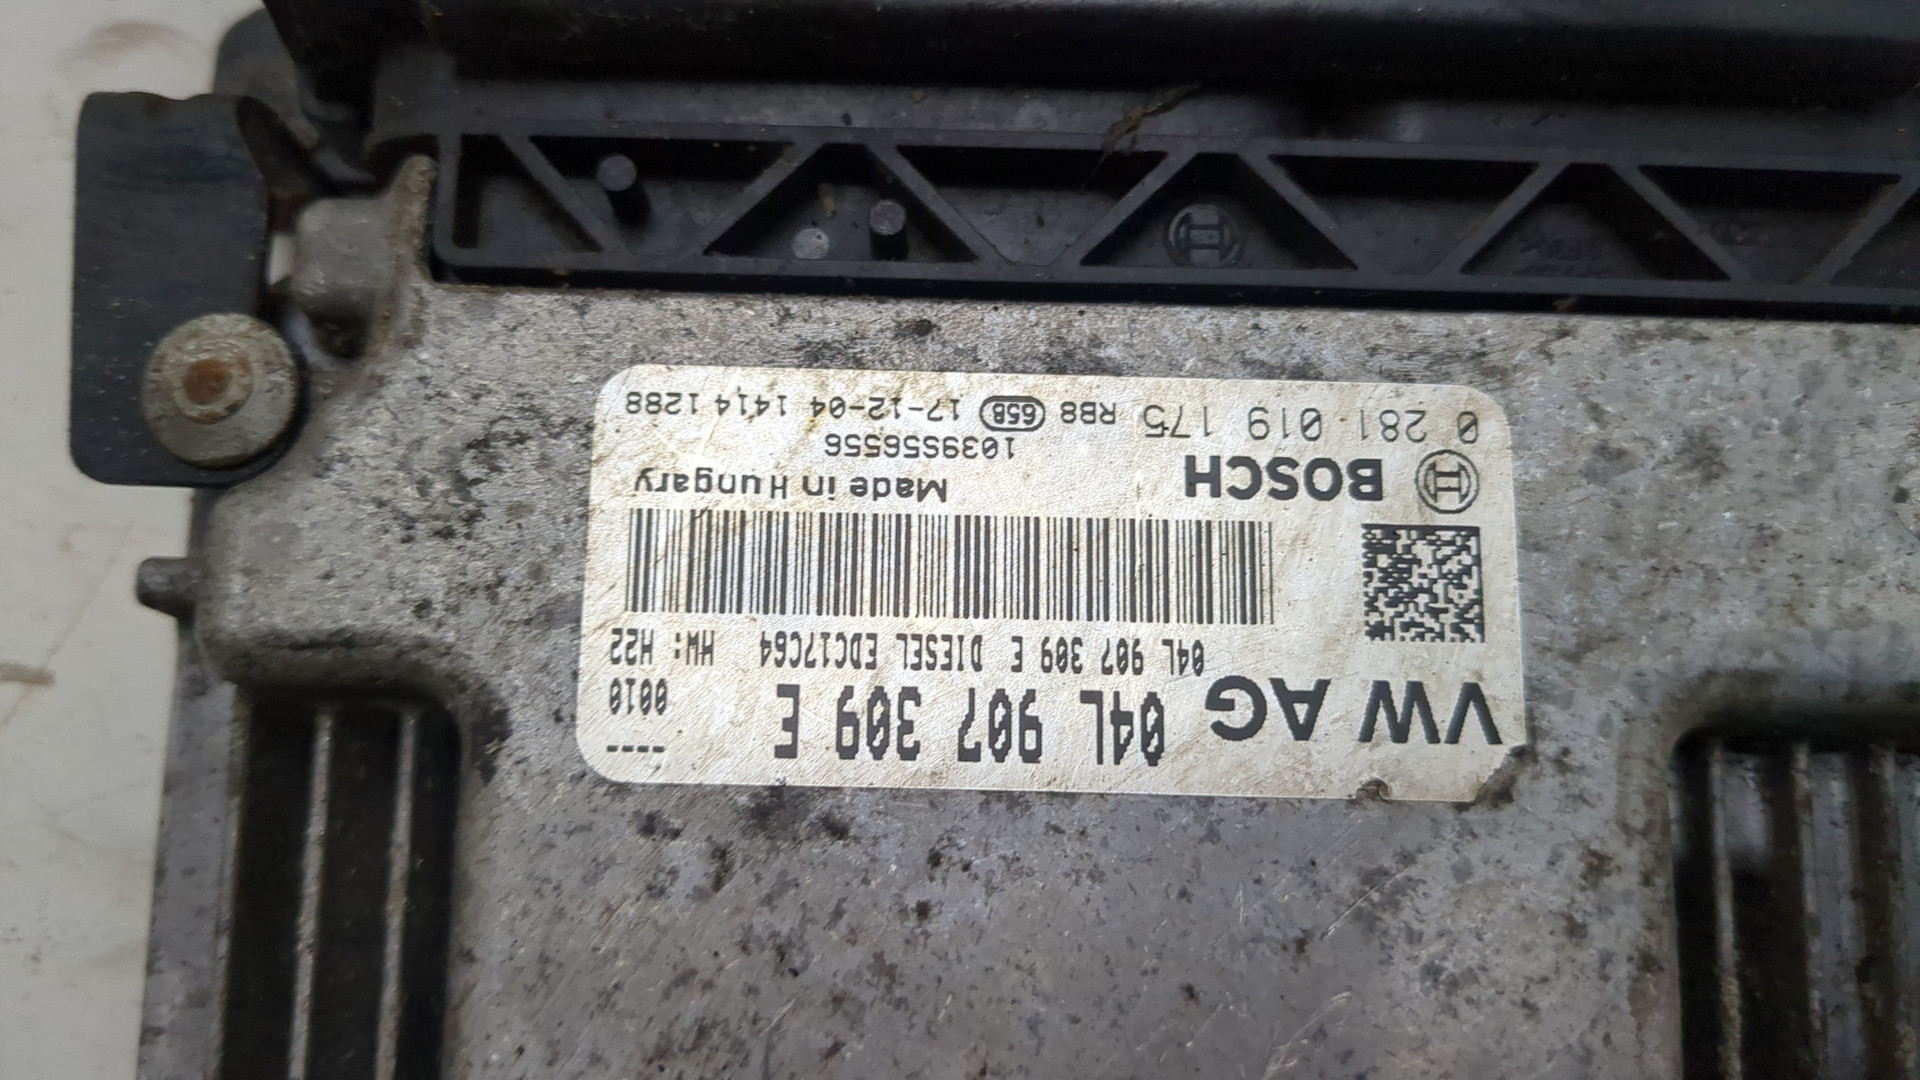 VW AG 04L 907 309 E ---
0010
04L 907 309 E DIESEL EDC17C64 HW: H22
BOSCH Made in Hungary
1039S56556
0 281 019 175 RB8 65B 17-12-04 1414 1288